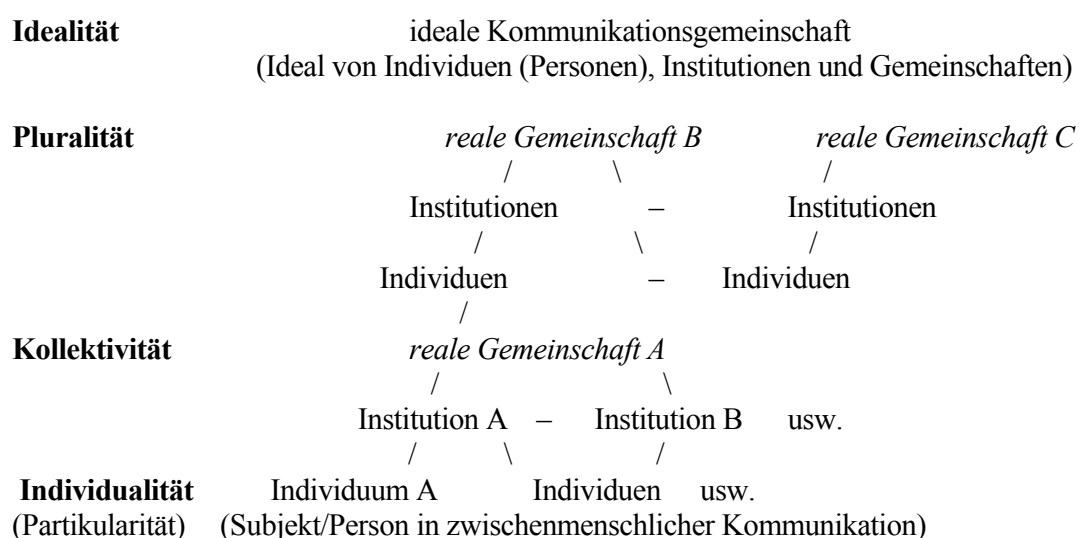 Idealität ideale Kommunikationsgemeinschaft
(Ideal von Individuen (Personen), Institutionen und Gemeinschaften)
Pluralität reale Gemeinschaft B reale Gemeinschaft C
/ \ /
Institutionen – Institutionen
/ \ /
Individuen – Individuen
/
Kollektivität reale Gemeinschaft A
/ \
Institution A – Institution B usw.
/ \ /
Individualität Individuum A Individuen usw.
(Partikularität) (Subjekt/Person in zwischenmenschlicher Kommunikation)